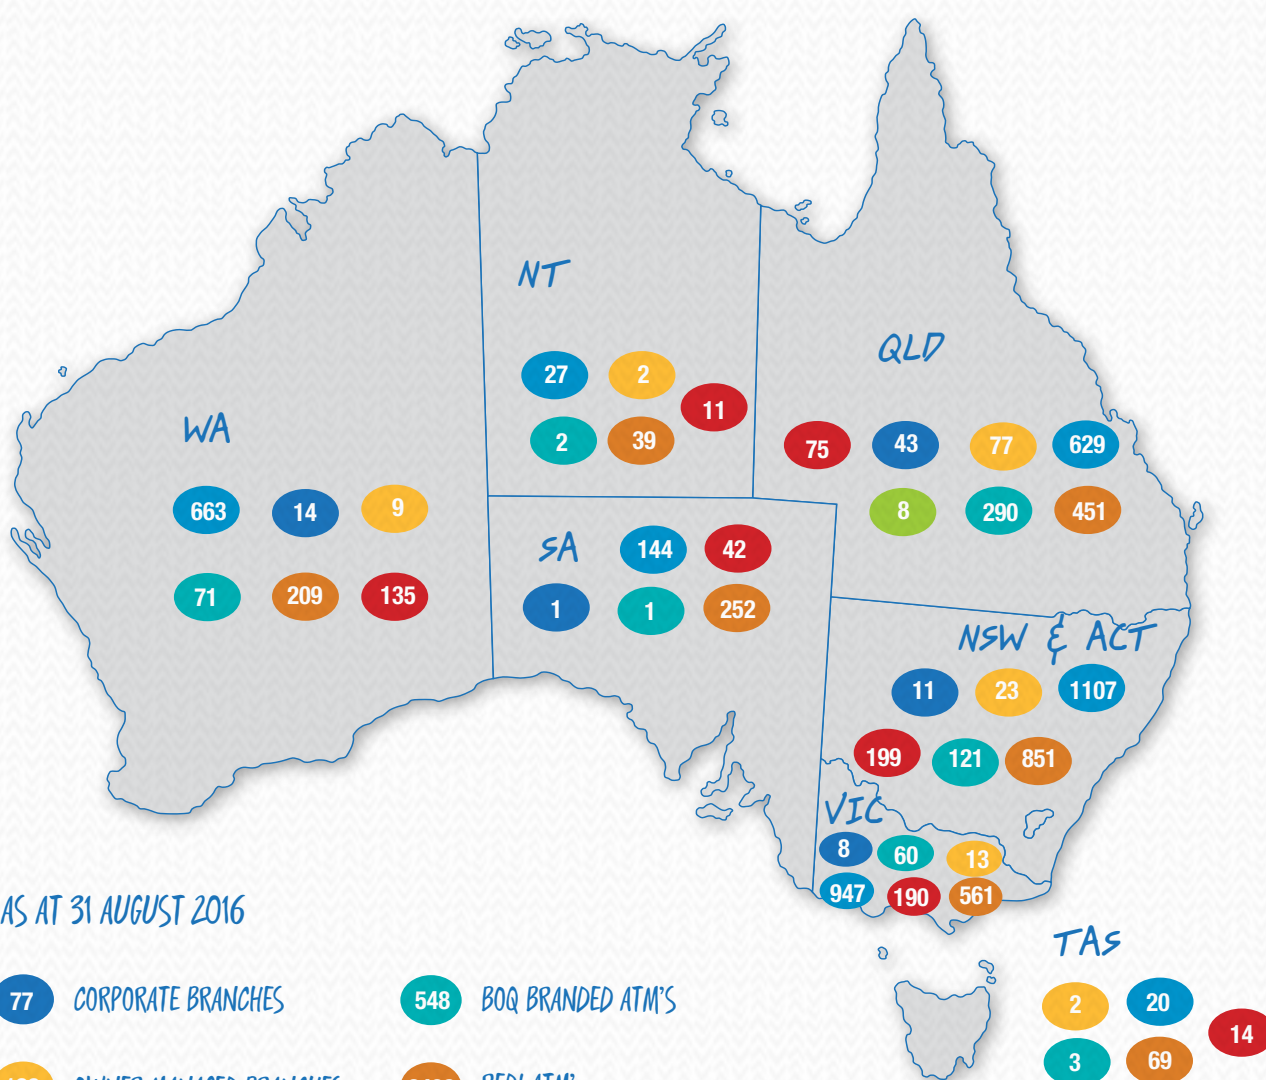 NT
27 2
11
2 39
QLD
75 43 77 629
8 290 451
WA
663 14 9
71 209 135
SA 144 42
1 1 252
NSW & ACT
11 23 1107
199 121 851
VIC
8 60 13
947 190 561
AS AT 31 AUGUST 2016
77 CORPORATE BRANCHES
548 BOQ BRANDED ATM'S
TAS
2 20
14
3 69